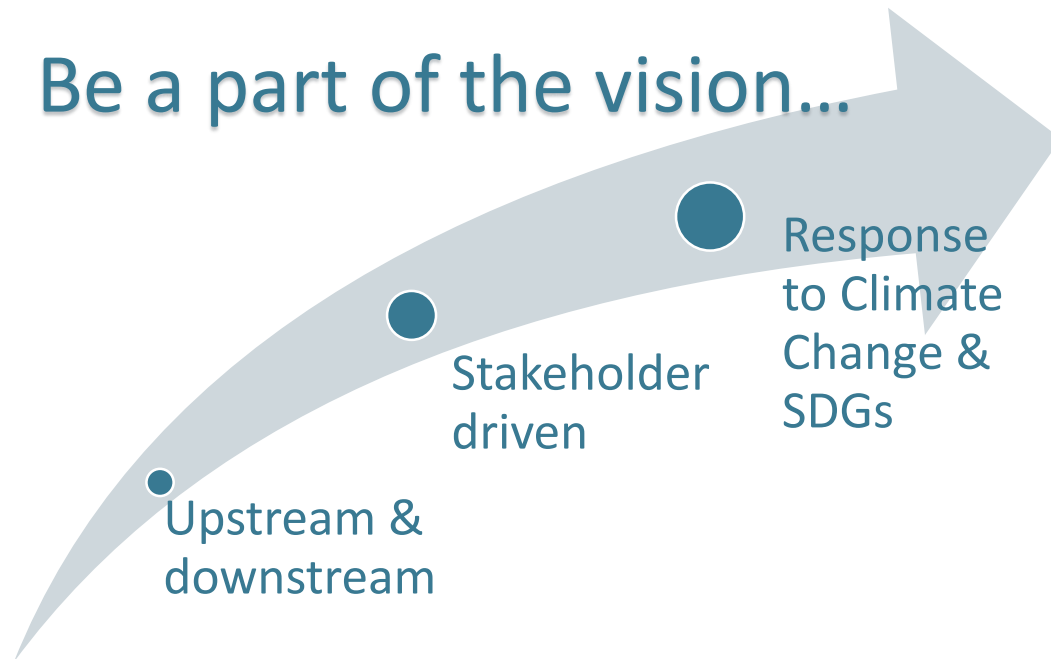 Be a part of the vision...
Response
to Climate
Change &
SDGs
Stakeholder
driven
Upstream &
downstream